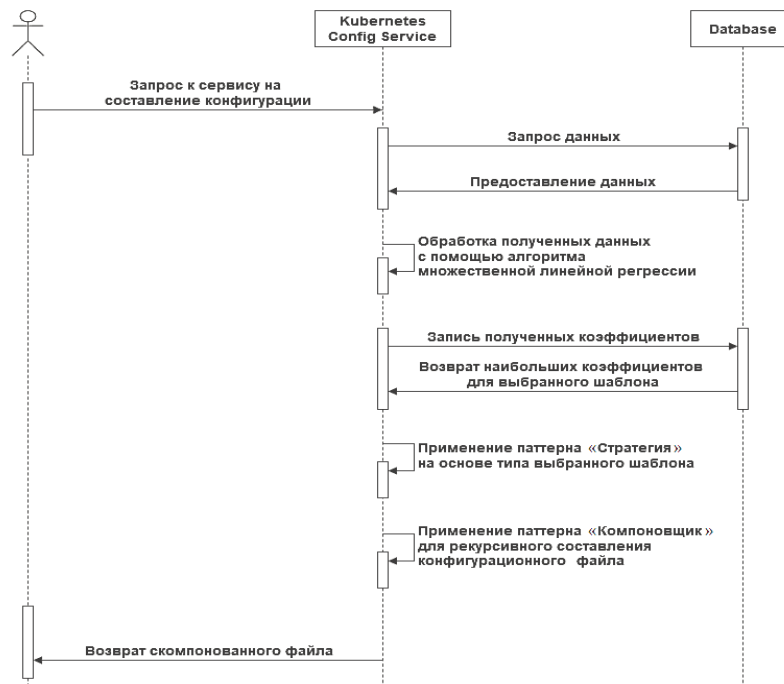 Kubernetes
Config Service
Database
Запрос к сервису на
составление конфигурации
Запрос данных
Предоставление данных
Обработка полученных данных
с помощью алгоритма
множественной линейной регрессии
Запись полученных коэффициентов
Возврат наибольших коэффициентов
для выбранного шаблона
Применение паттерна «Стратегия»
на основе типа выбранного шаблона
Применение паттерна «Компоновщик»
для рекурсивного составления
конфигурационного файла
Возврат скомпонованного файла